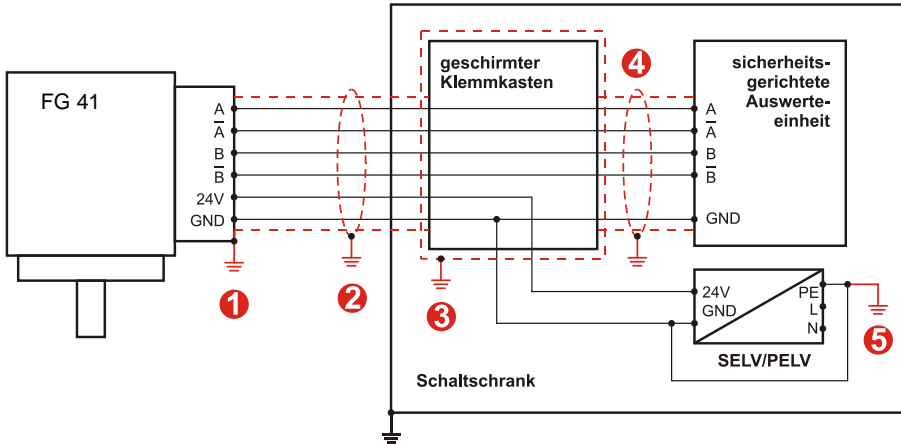 FG 41
A
A
B
B
24V
GND
1
2
geschirmter
Klemmkasten
3
4
sicherheits-
gerichtete
Auswerte-
einheit
A
A
B
B
GND
24V
GND
PE
L
N
SELV/PELV
5
Schaltschrank